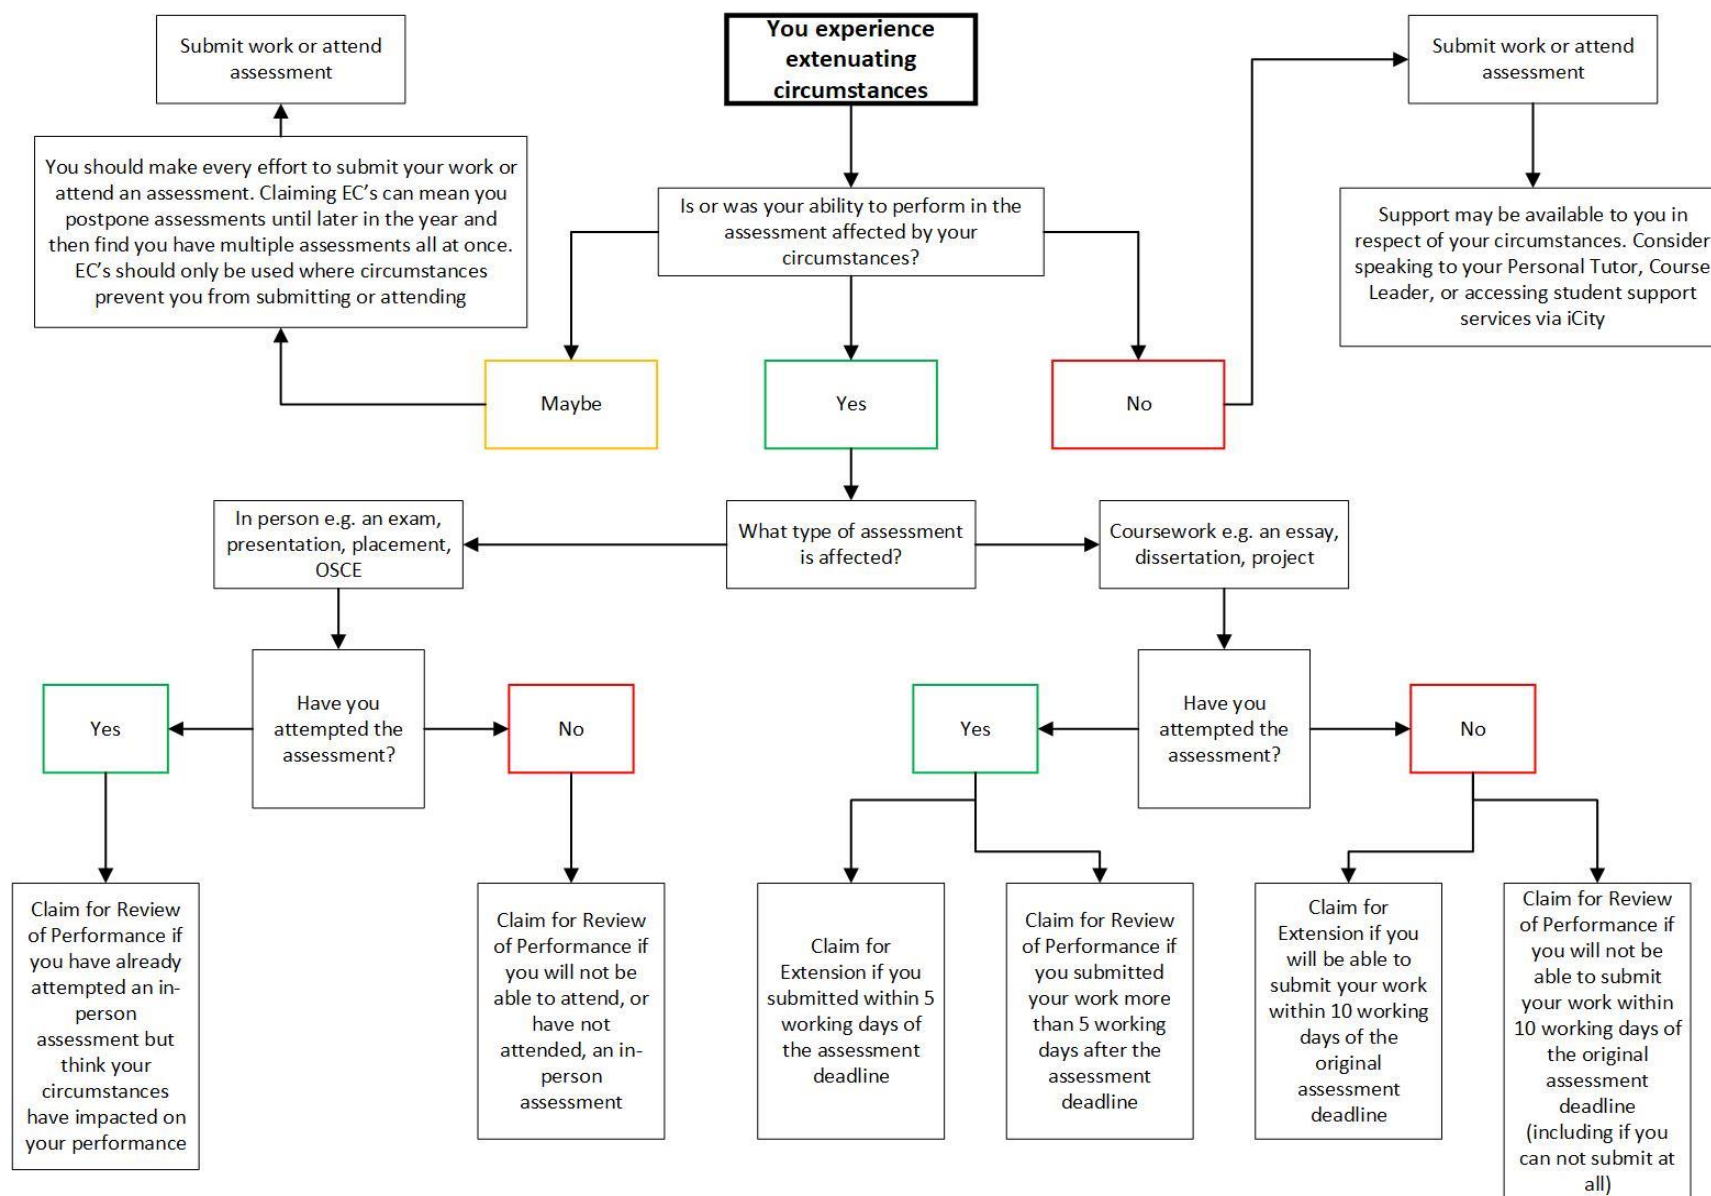 Submit work or attend
assessment
You experience
extenuating
circumstances
Submit work or attend
assessment
You should make every effort to submit your work or
attend an assessment. Claiming EC's can mean you
postpone assessments until later in the year and
then find you have multiple assessments all at once.
EC's should only be used where circumstances
prevent you from submitting or attending
Is or was your ability to perform in the
assessment affected by your
circumstances?
Support may be available to you in
respect of your circumstances. Consider
speaking to your Personal Tutor, Course
Leader, or accessing student support
services via iCity
Maybe
Yes
No
In person e.g. an exam,
presentation, placement,
OSCE
What type of assessment
is affected?
Coursework e.g. an essay,
dissertation, project
Yes
Have you
attempted the
assessment?
No
Yes
Have you
attempted the
assessment?
No
Claim for Review
of Performance if
you have already
attempted an in-
person
assessment but
think your
circumstances
have impacted on
your performance
Claim for Review
of Performance if
you will not be
able to attend, or
have not
attended, an in-
person
assessment
Claim for
Extension if you
submitted within 5
working days of
the assessment
deadline
Claim for Review
of Performance if
you submitted
your work more
than 5 working
days after the
assessment
deadline
Claim for
Extension if you
will be able to
submit your work
within 10 working
days of the
original
assessment
deadline
Claim for Review
of Performance if
you will not be
able to submit
your work within
10 working days of
the original
assessment
deadline
(including if you
can not submit at
all)